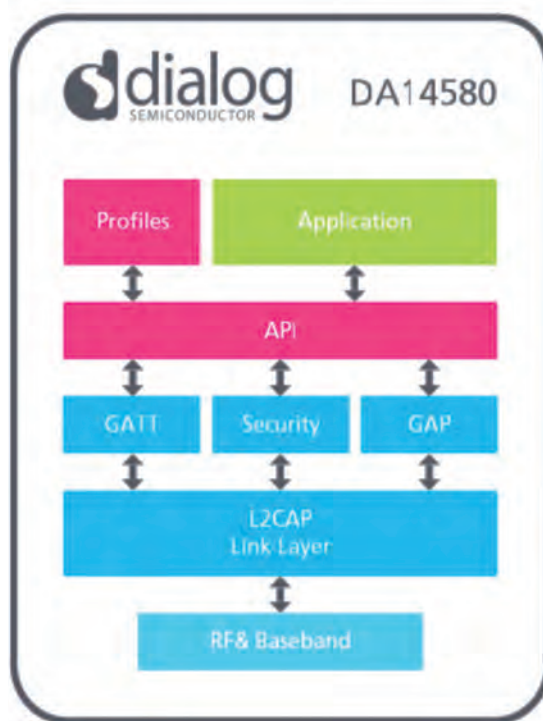 dialog
SEMICONDUCTOR
DA14580
Profiles
Application
API
GATT
Security
GAP
L2CAP
Link Layer
RF& Baseband